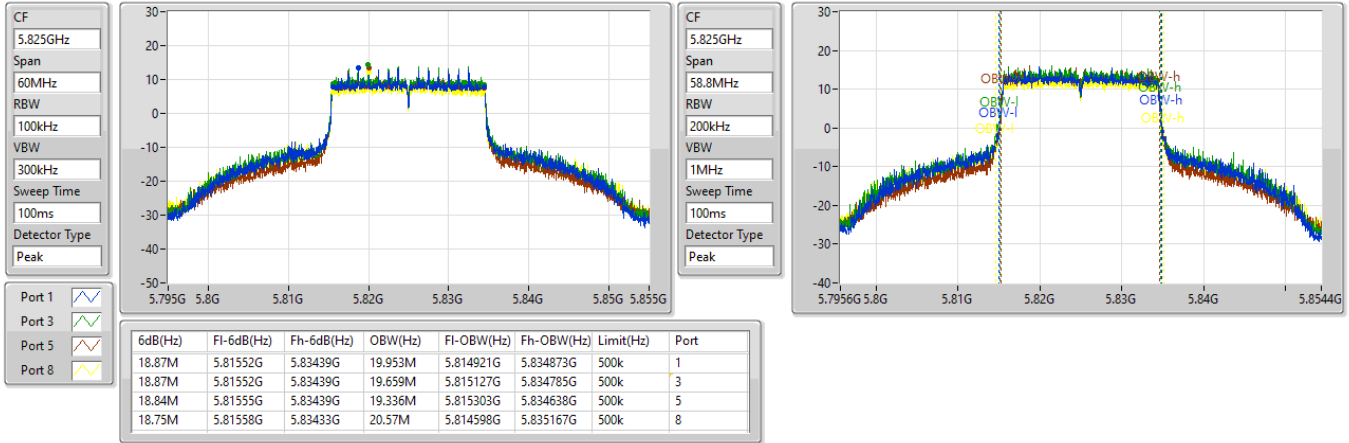 CF
5.825GHz
Span
60MHz
RBW
100kHz
VBW
300kHz
Sweep Time
100ms
Detector Type
Peak
30-
20-
10-
0-
-10-
-20-
-30-
-40-
-50-
5.795G 5.8G 5.81G 5.82G 5.83G 5.84G 5.85G 5.855G
CF
5.825GHz
Span
58.8MHz
RBW
200kHz
VBW
1MHz
Sweep Time
100ms
Detector Type
Peak
30-
20-
10-
0-
-10-
-20-
-30-
-40-
5.7956G 5.8G 5.81G 5.82G 5.83G 5.84G 5.8544G
OBW-l
OBW-l
OBW-l
OBW-h
OBW-h
OBW-h
OBW-h
Port 1
Port 3
Port 5
Port 8
6dB(Hz) Fl-6dB(Hz) Fh-6dB(Hz) OBW(Hz) Fl-OBW(Hz) Fh-OBW(Hz) Limit(Hz) Port
18.87M 5.81552G 5.83439G 19.953M 5.814921G 5.834873G 500k 1
18.87M 5.81552G 5.83439G 19.659M 5.815127G 5.834785G 500k 3
18.84M 5.81555G 5.83439G 19.336M 5.815303G 5.834638G 500k 5
18.75M 5.81558G 5.83433G 20.57M 5.814598G 5.835167G 500k 8